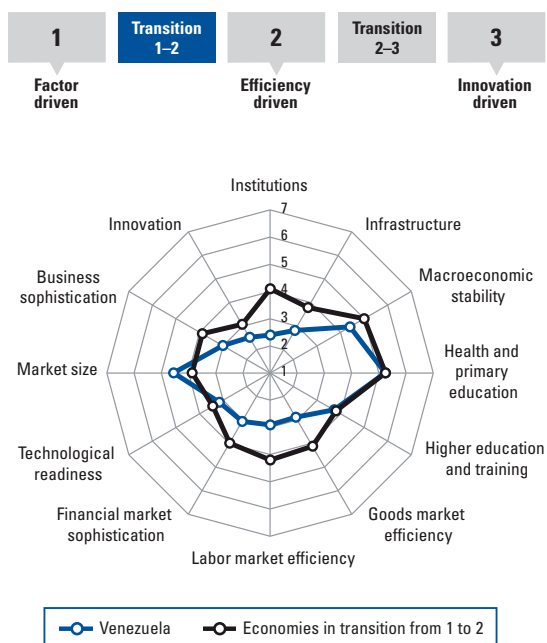 1
Transition
1–2
2
Transition
2–3
3
Factor
driven
Efficiency
driven
Innovation
driven
Institutions
7
Innovation
6
Infrastructure
5
Business
sophistication
4
Macroeconomic
stability
3
2
Market size
1
Health and
primary
education
Technological
readiness
Higher education
and training
Financial market
sophistication
Goods market
efficiency
Labor market efficiency
Venezuela
Economies in transition from 1 to 2